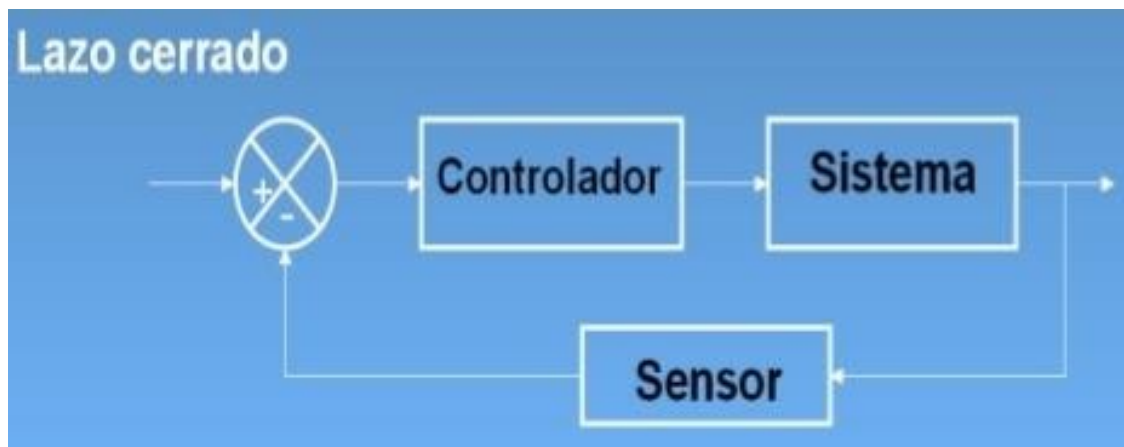 Lazo cerrado
+
-
Controlador
Sistema
Sensor